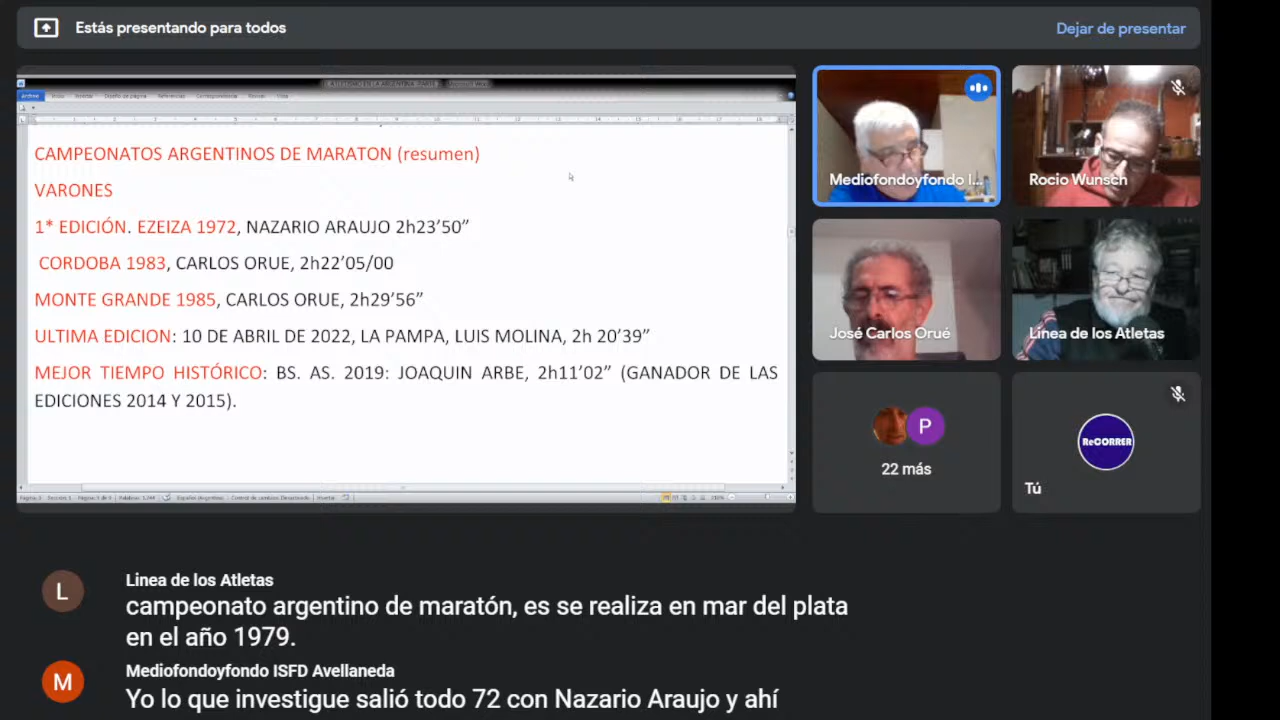 Estás presentando para todos
Dejar de presentar
CAMPEONATOS ARGENTINOS DE MARATON (resumen)
VARONES
1* EDICIÓN. EZEIZA 1972, NAZARIO ARAUJO 2h23’50”
CORDOBA 1983, CARLOS ORUE, 2h22’05/00
MONTE GRANDE 1985, CARLOS ORUE, 2h29’56”
ULTIMA EDICION: 10 DE ABRIL DE 2022, LA PAMPA, LUIS MOLINA, 2h 20’39”
MEJOR TIEMPO HISTÓRICO: BS. AS. 2019: JOAQUIN ARBE, 2h11’02” (GANADOR DE LAS
EDICIONES 2014 Y 2015).
Mediofondoyfondo I...
Rocio Wunsch
José Carlos Orué
Linea de los Atletas
P
22 más
ReCORRER
Tú
L
Linea de los Atletas
campeonato argentino de maratón, es se realiza en mar del plata
en el año 1979.
M
Mediofondoyfondo ISFD Avellaneda
Yo lo que investigue salió todo 72 con Nazario Araujo y ahí